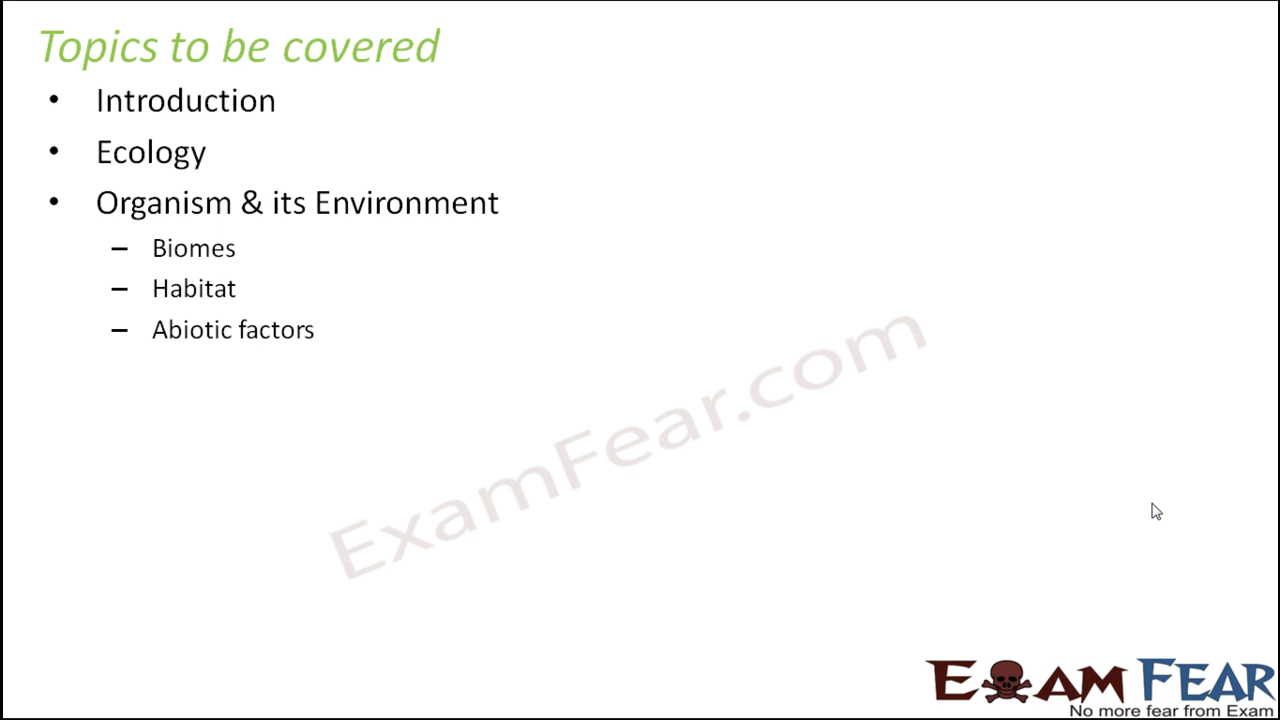 Topics to be covered
• Introduction
• Ecology
• Organism & its Environment
– Biomes
– Habitat
– Abiotic factors
ExamFear.com
EXAM FEAR
No more fear from Exam